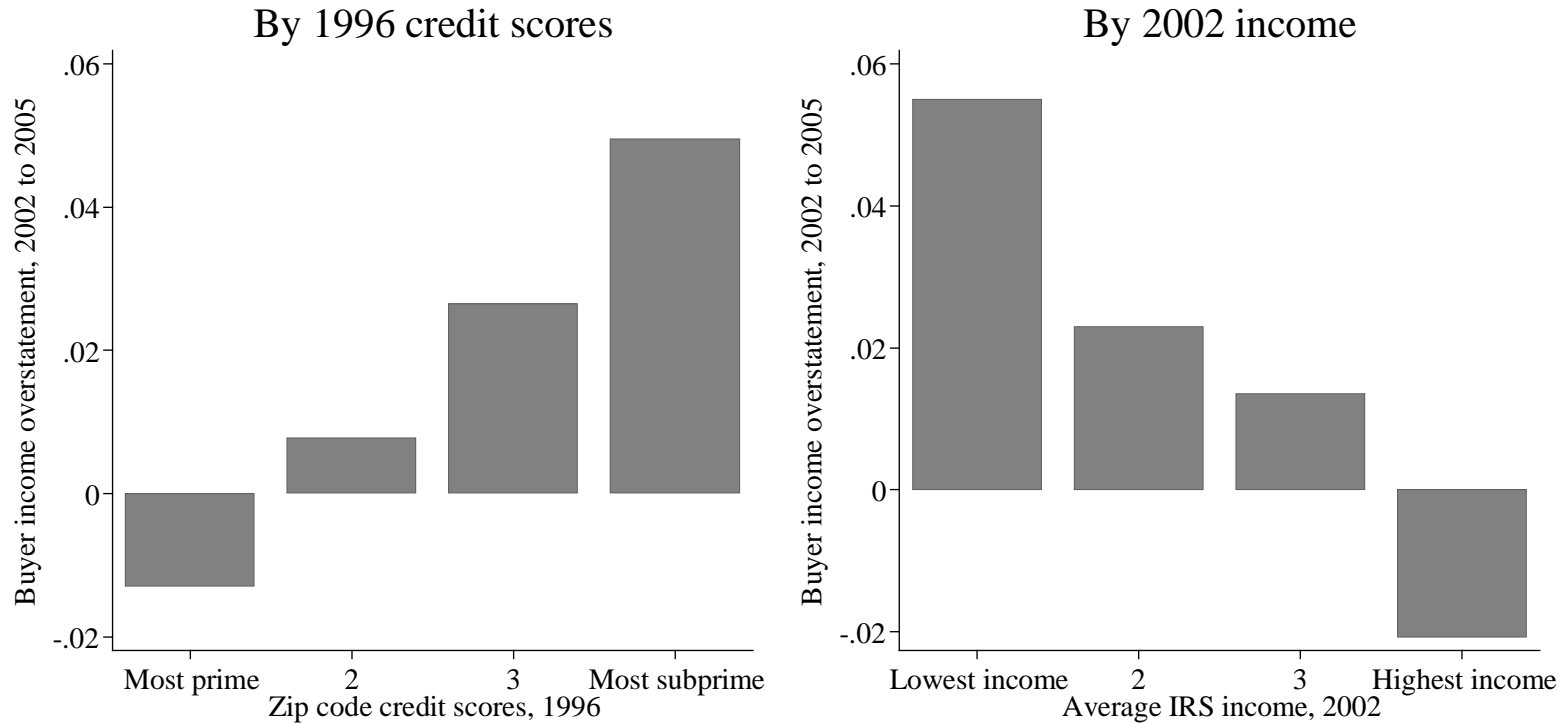 By 1996 credit scores
Buyer income overstatement, 2002 to 2005
.06
.04
.02
0
-.02
Most prime
2
3
Most subprime
Zip code credit scores, 1996
By 2002 income
Buyer income overstatement, 2002 to 2005
.06
.04
.02
0
-.02
Lowest income
2
3
Highest income
Average IRS income, 2002